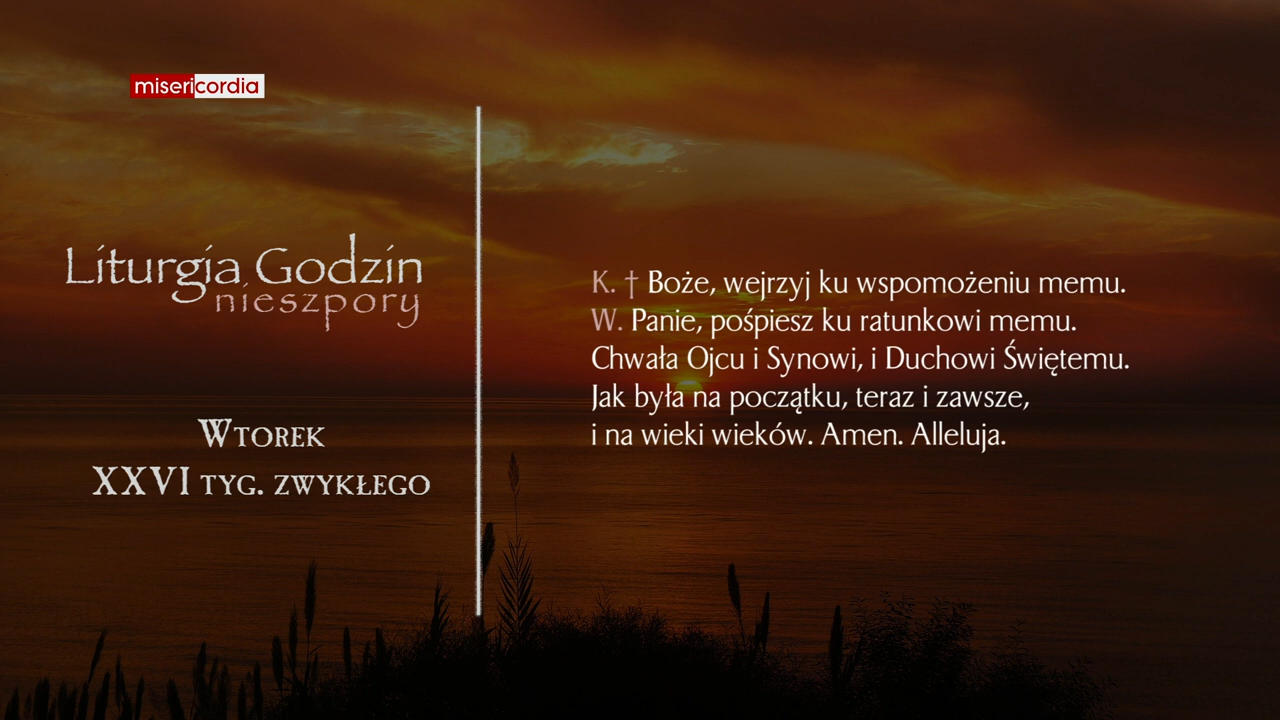 misericordia
Liturgia Godzin
nieszpory
Wtorek
XXVI tyg. zwykłego
K. † Boże, wejrzyj ku wspomożeniu memu.
W. Panie, pośpiesz ku ratunkowi memu.
Chwała Ojcu i Synowi, i Duchowi Świętemu.
Jak była na początku, teraz i zawsze,
i na wieki wieków. Amen. Alleluja.